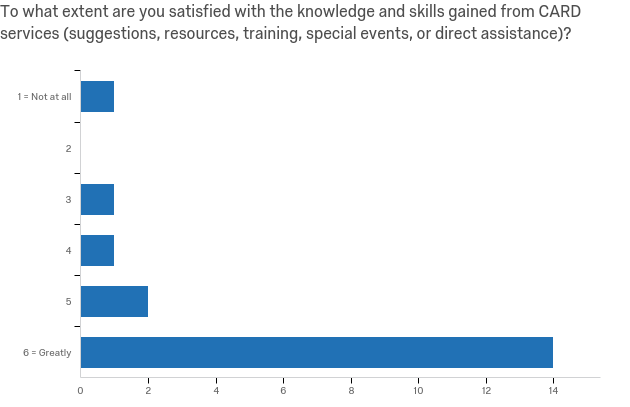 To what extent are you satisfied with the knowledge and skills gained from CARD
services (suggestions, resources, training, special events, or direct assistance)?
1 = Not at all
2
3
4
5
6 = Greatly
0 2 4 6 8 10 12 14